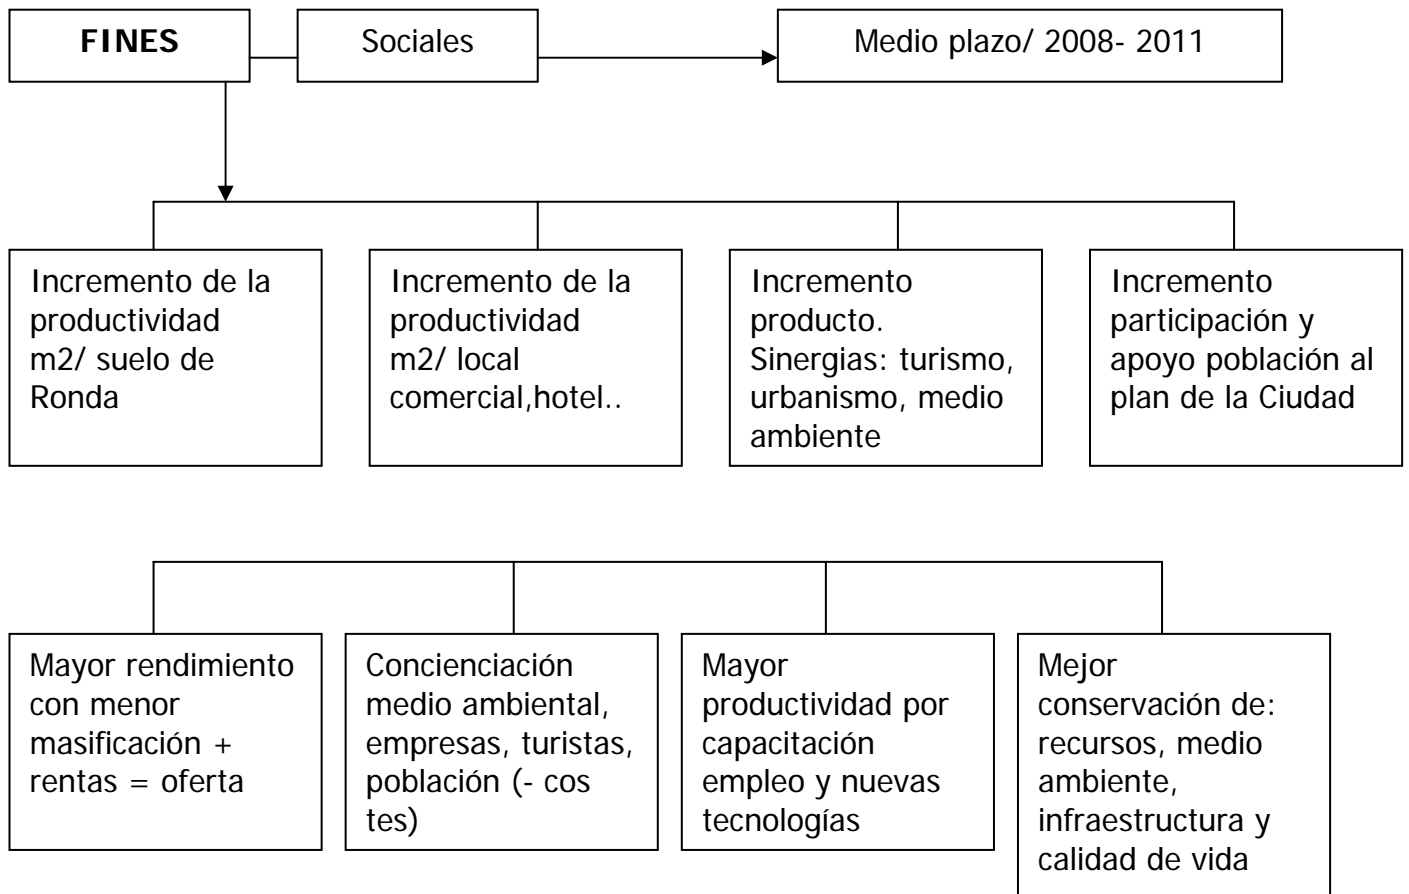 FINES
Sociales
Medio plazo/ 2008- 2011
Incremento de la
productividad
m2/ suelo de
Ronda
Incremento de la
productividad
m2/ local
comercial,hotel..
Incremento
producto.
Sinergias: turismo,
urbanismo, medio
ambiente
Incremento
participación y
apoyo población al
plan de la Ciudad
Mayor rendimiento
con menor
masificación +
rentas = oferta
Concienciación
medio ambiental,
empresas, turistas,
población (- cos
tes)
Mayor
productividad por
capacitación
empleo y nuevas
tecnologías
Mejor
conservación de:
recursos, medio
ambiente,
infraestructura y
calidad de vida